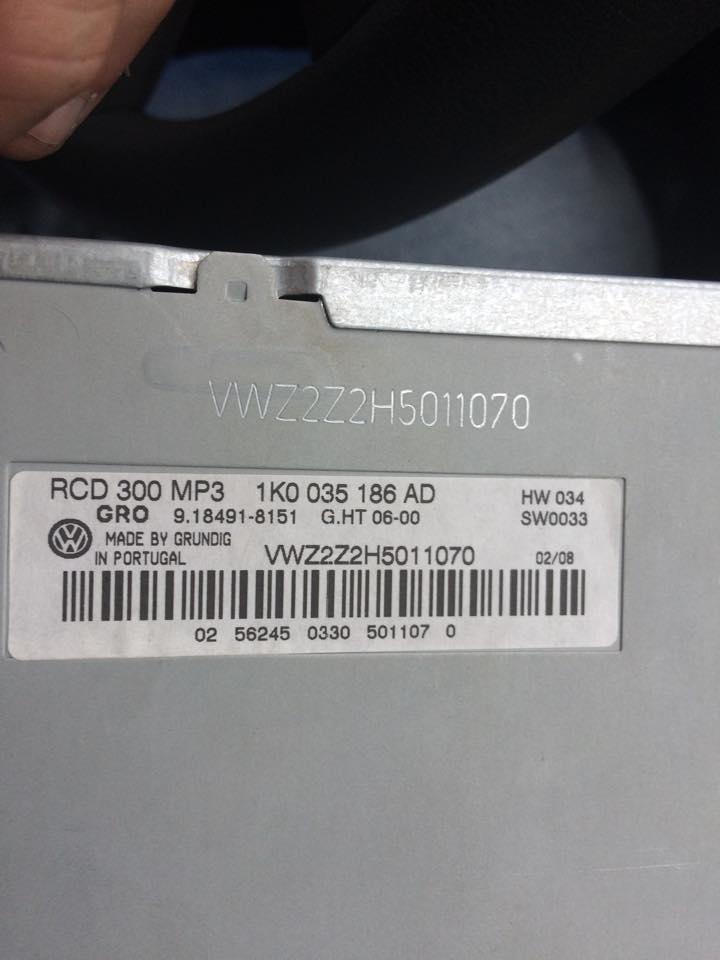 VWZ2Z2H5011070
RCD 300 MP3 1K0 035 186 AD HW 034
GRO 9.18491-8151 G.HT 06-00 SW0033
MADE BY GRUNDIG
IN PORTUGAL VWZ2Z2H5011070 02/08
02 56245 0330 501107 0